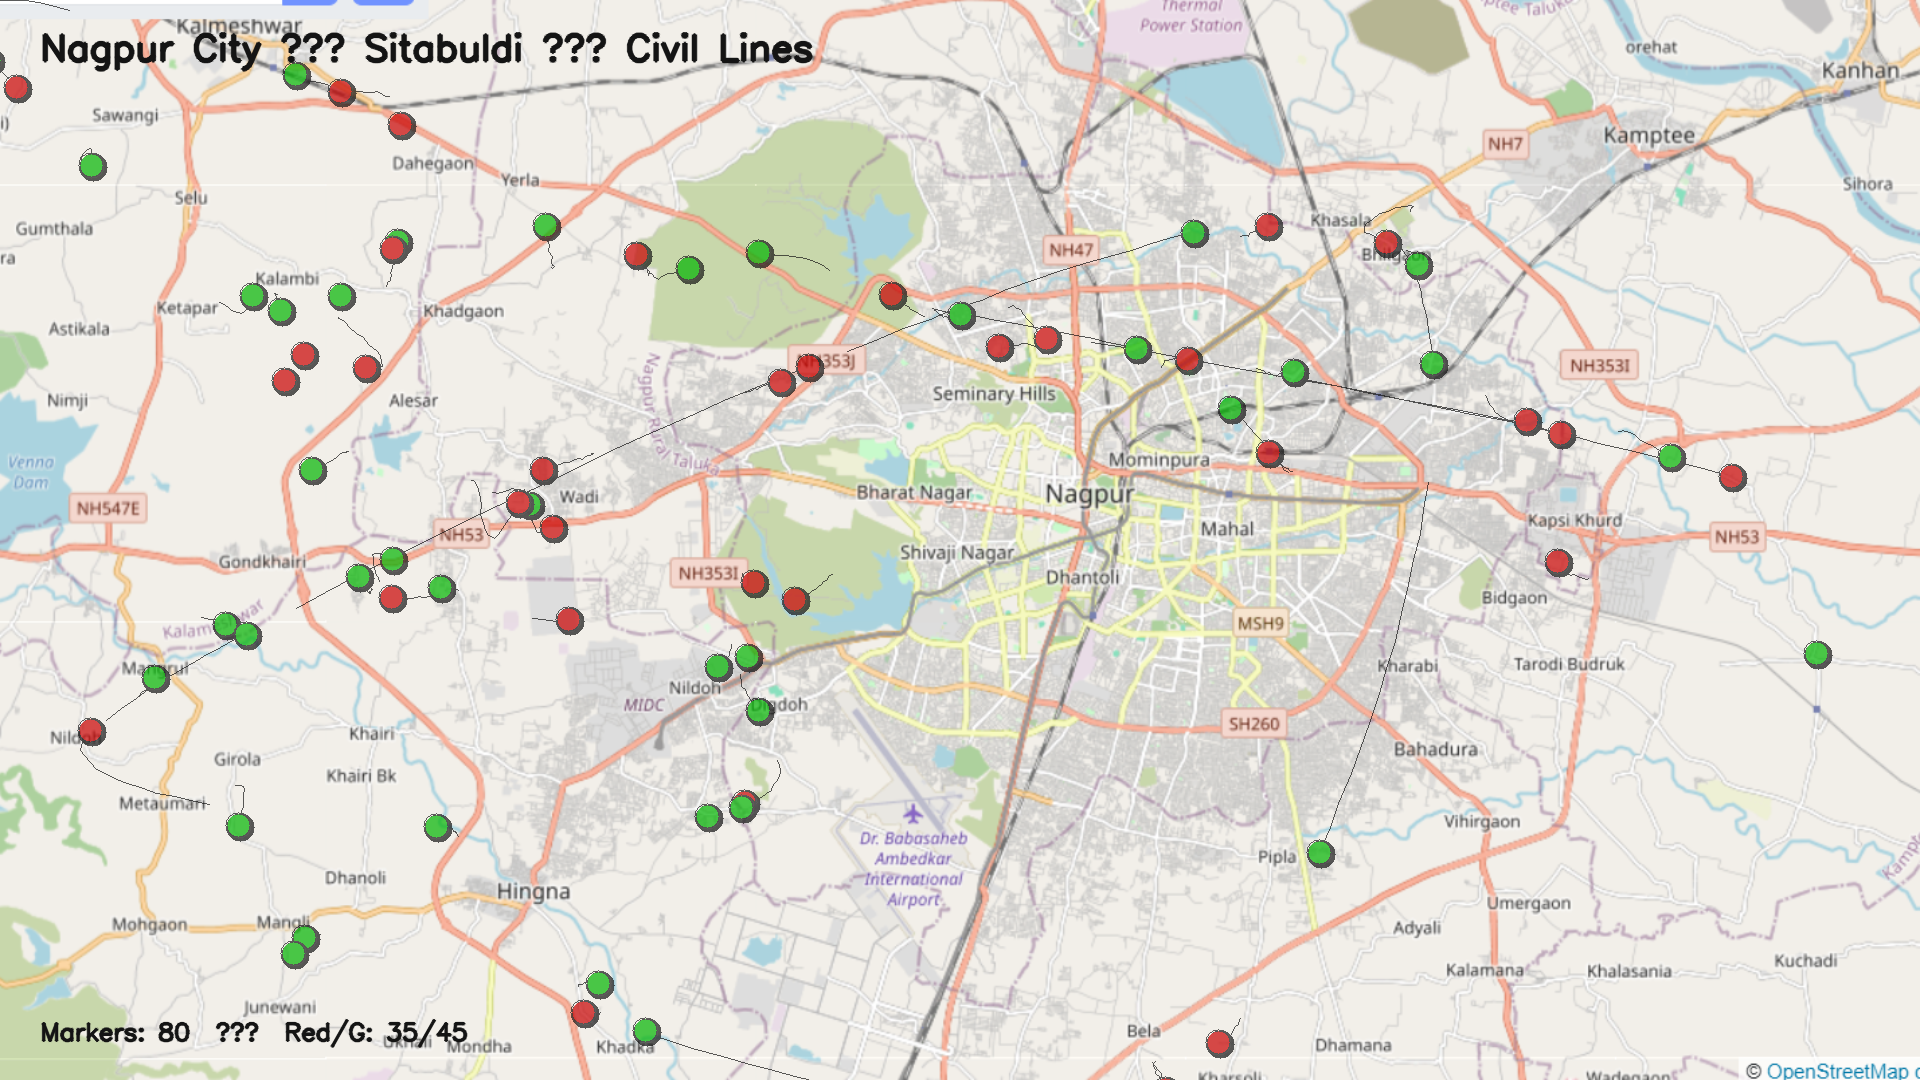 Thermal
Power Station
ptee Taluka
Kalmeshwar
Nagpur City ??? Sitabuldi ??? Civil Lines
orehat
Kanhan
Sawangi
i)
NH7
Kamptee
Dahegaon
Yerla
Sihora
Selu
Gumthala
Khasala
NH47
ra
Bhilgaon
Kalambi
Ketapar
Khadgaon
Astikala
NH353J
NH353I
Nagpur Rural Taluka
Seminary Hills
Nimji
Alesar
Mominpura
Venna
Dam
Bharat Nagar
Nagpur
Wadi
NH547E
Kapsi Khurd
Mahal
NH53
NH53
Shivaji Nagar
Gondkhairi
NH353I
Dhantoli
Bidgaon
MSH9
Kalameshwar
Mangrul
Kharabi
Tarodi Budruk
Nildoh
MIDC
Digdoh
SH260
Nildoh
Khairi
Bahadura
Girola
Khairi Bk
Metaumari
Vihirgaon
Dr. Babasaheb
Ambedkar
International
Airport
Pipla
Kamp
Dhanoli
Hingna
Umergaon
Mohgaon
Mangli
Adyali
Kuchadi
Kalamana
Khalasania
Junewani
Markers: 80 ??? Red/G: 35/45
Bela
Ukhali
Mondha
Khadka
Dhamana
Kharsoli
Wadegaon
© OpenStreetMap c